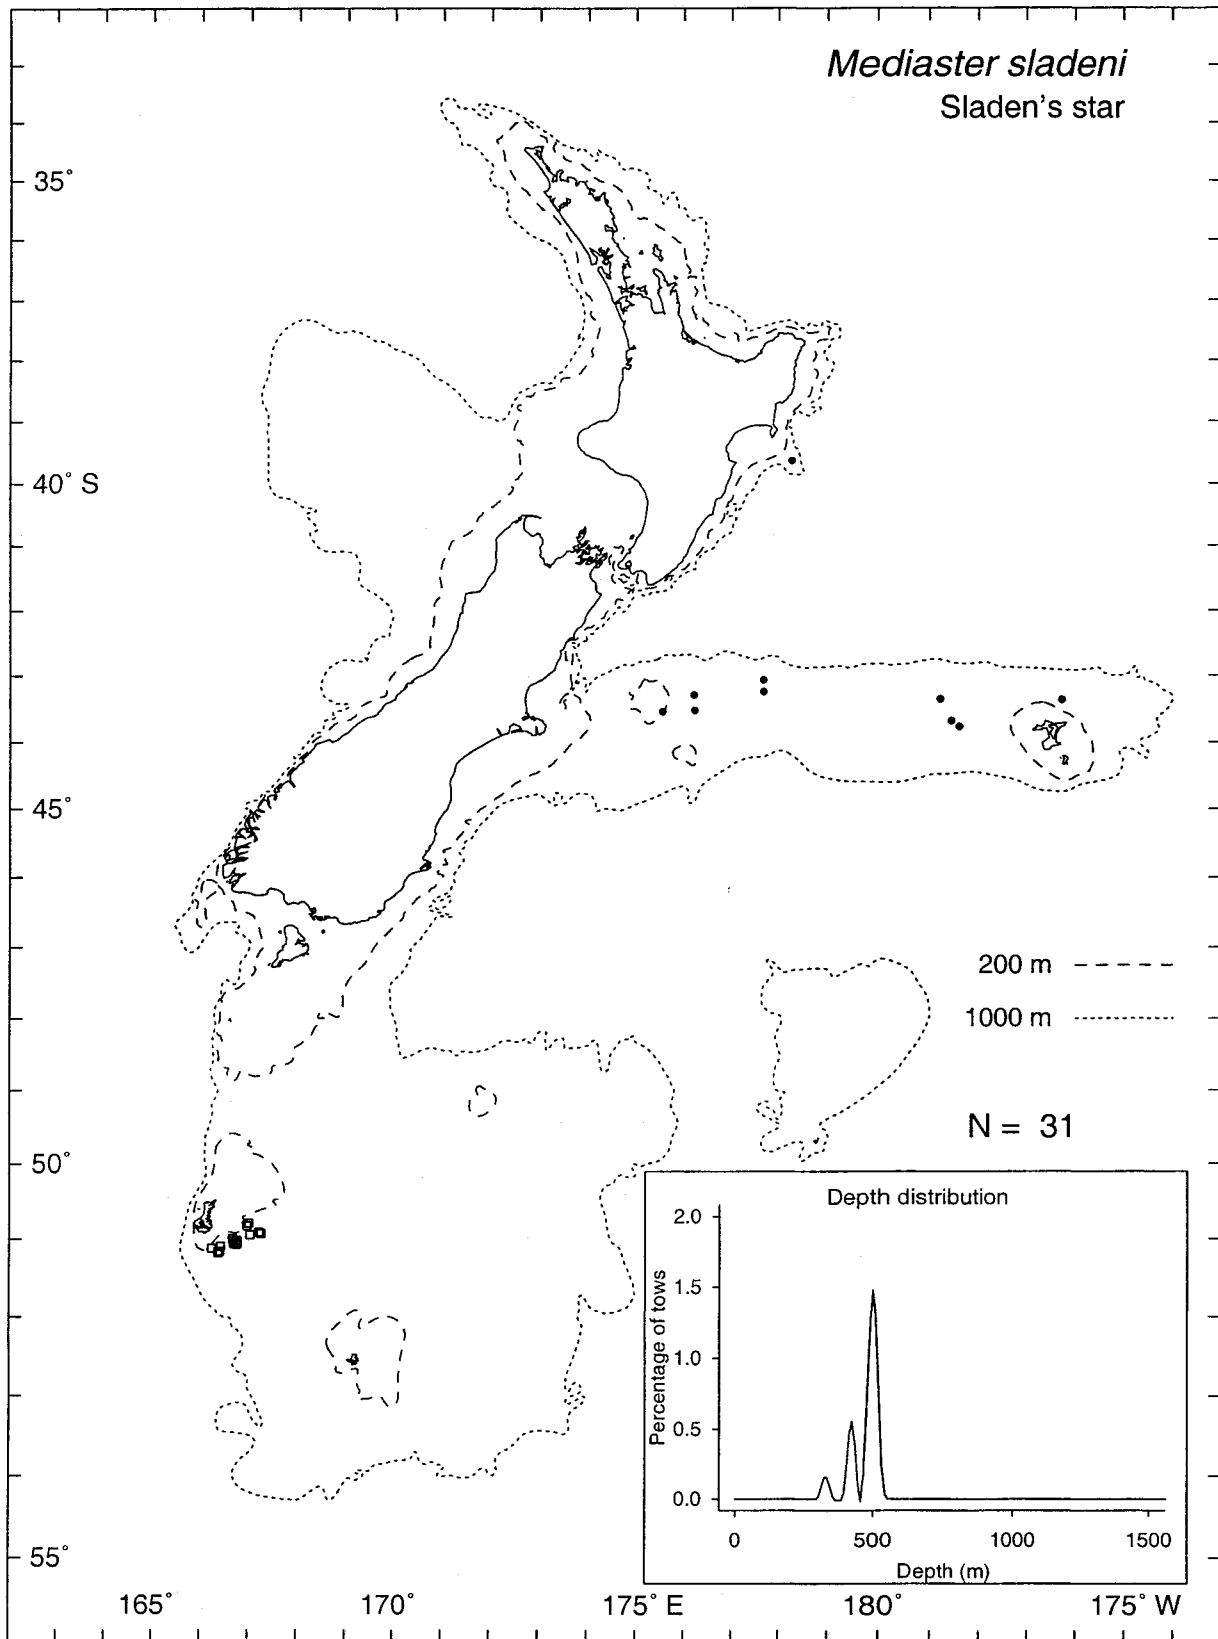 Mediaster sladeni
Sladen's star
35°
40° S
45°
200 m
1000 m
N = 31
50°
Depth distribution
2.0
1.5
1.0
0.5
0.0
Percentage of tows
0 500 1000 1500
Depth (m)
55°
165° 170° 175° E 180° 175° W